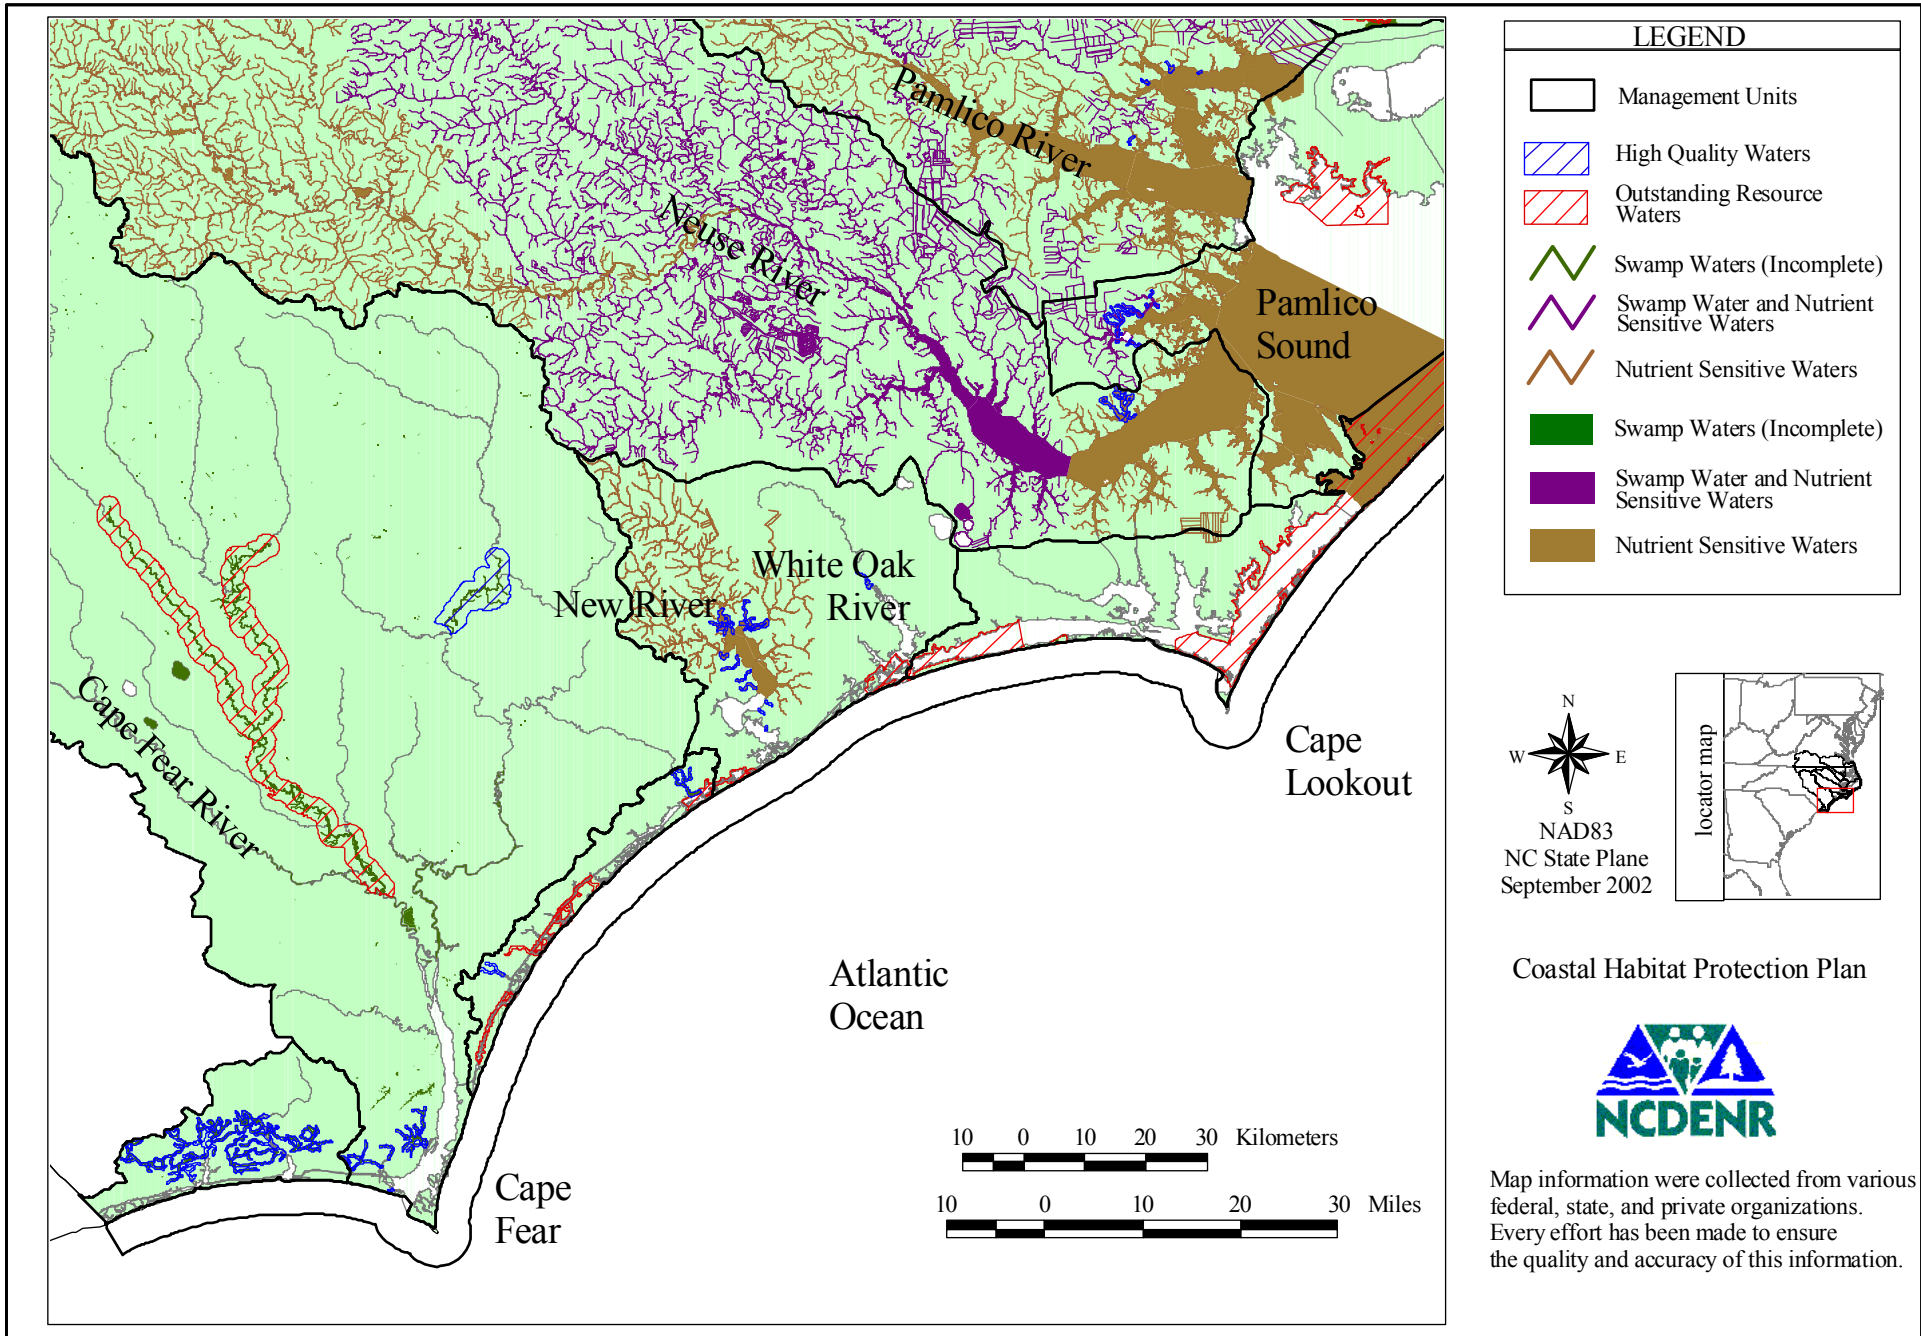 Pamlico River
Neuse River
Pamlico
Sound
White Oak
River
New River
Cape Fear River
Cape
Lookout
Atlantic
Ocean
Cape
Fear
10 0 10 20 30 Kilometers
10 0 10 20 30 Miles
LEGEND
Management Units
High Quality Waters
Outstanding Resource
Waters
Swamp Waters (Incomplete)
Swamp Water and Nutrient
Sensitive Waters
Nutrient Sensitive Waters
Swamp Waters (Incomplete)
Swamp Water and Nutrient
Sensitive Waters
Nutrient Sensitive Waters
N
W E
S
NAD83
NC State Plane
September 2002
locator map
Coastal Habitat Protection Plan
NCDENR
Map information were collected from various
federal, state, and private organizations.
Every effort has been made to ensure
the quality and accuracy of this information.